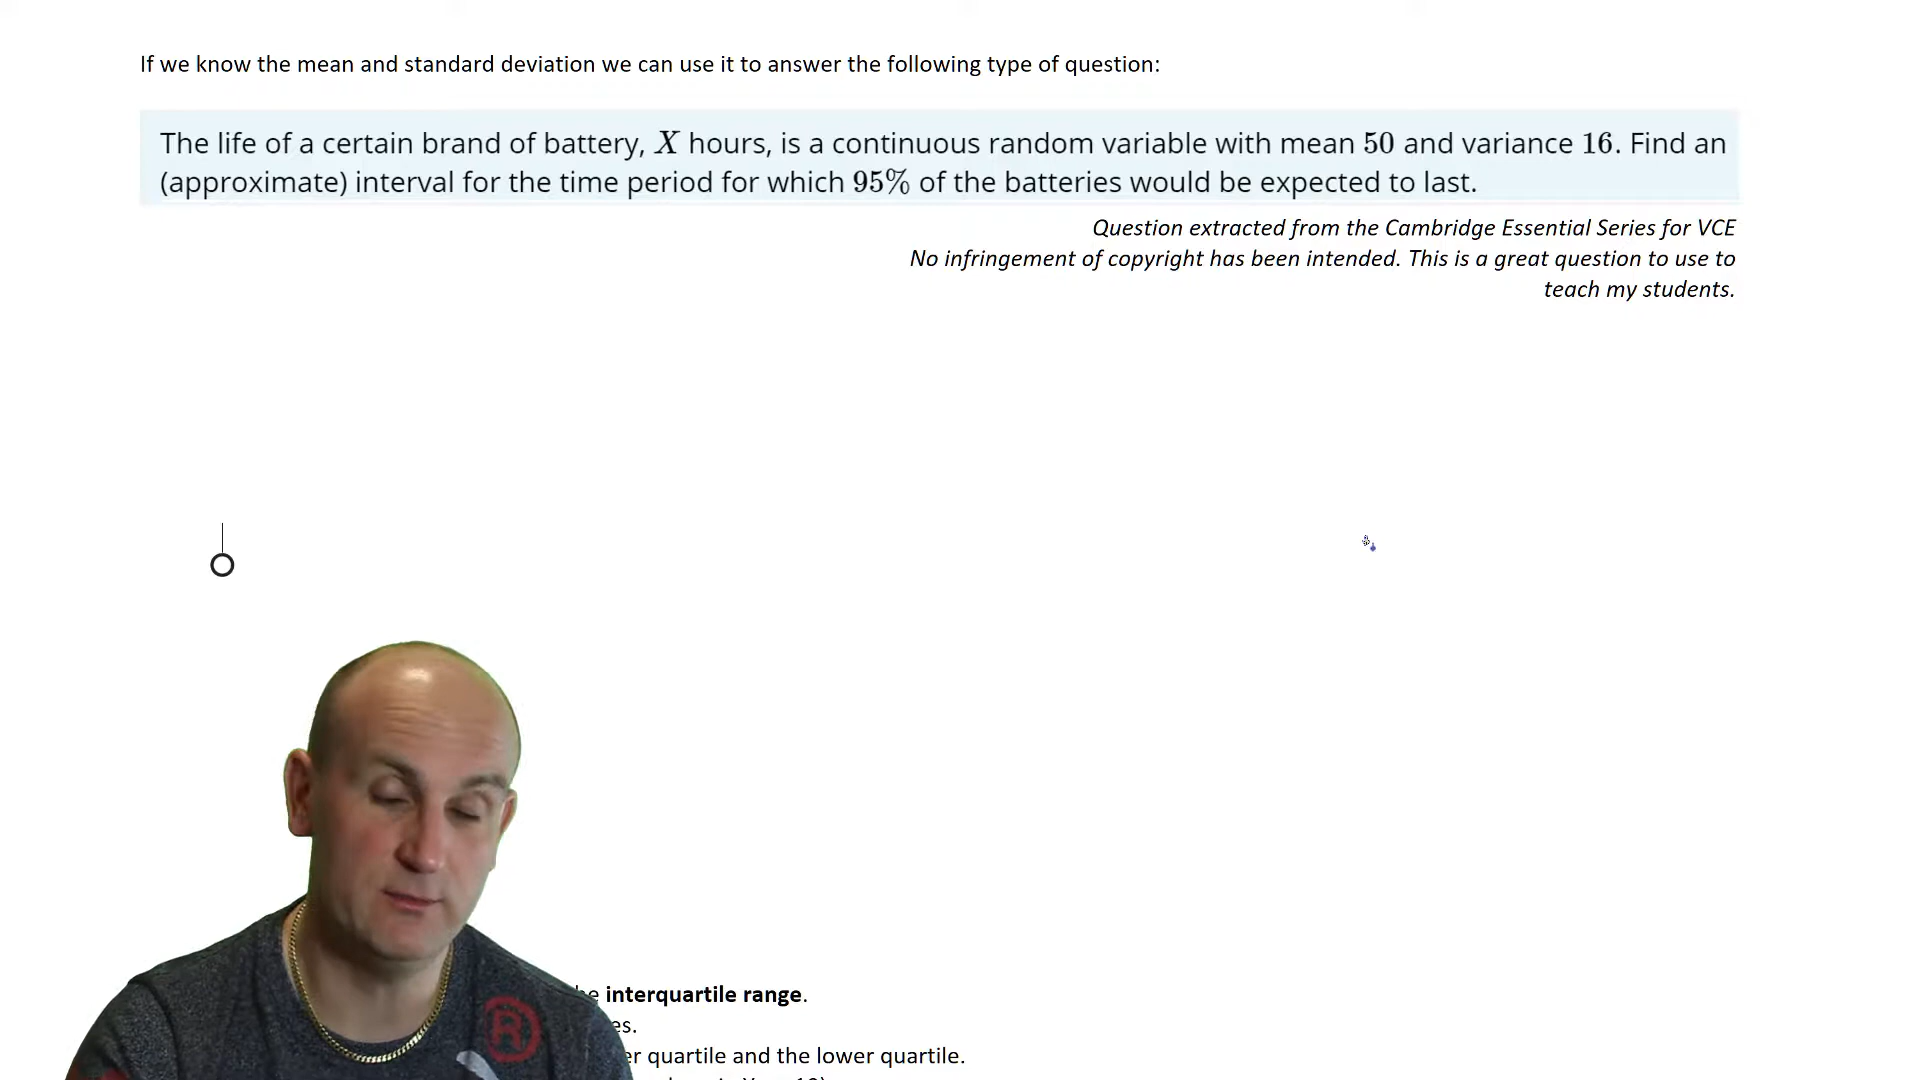 If we know the mean and standard deviation we can use it to answer the following type of question:
The life of a certain brand of battery, X hours, is a continuous random variable with mean 50 and variance 16. Find an
(approximate) interval for the time period for which 95% of the batteries would be expected to last.
Question extracted from the Cambridge Essential Series for VCE
No infringement of copyright has been intended. This is a great question to use to
teach my students.
interquartile range.
quartile and the lower quartile.
R